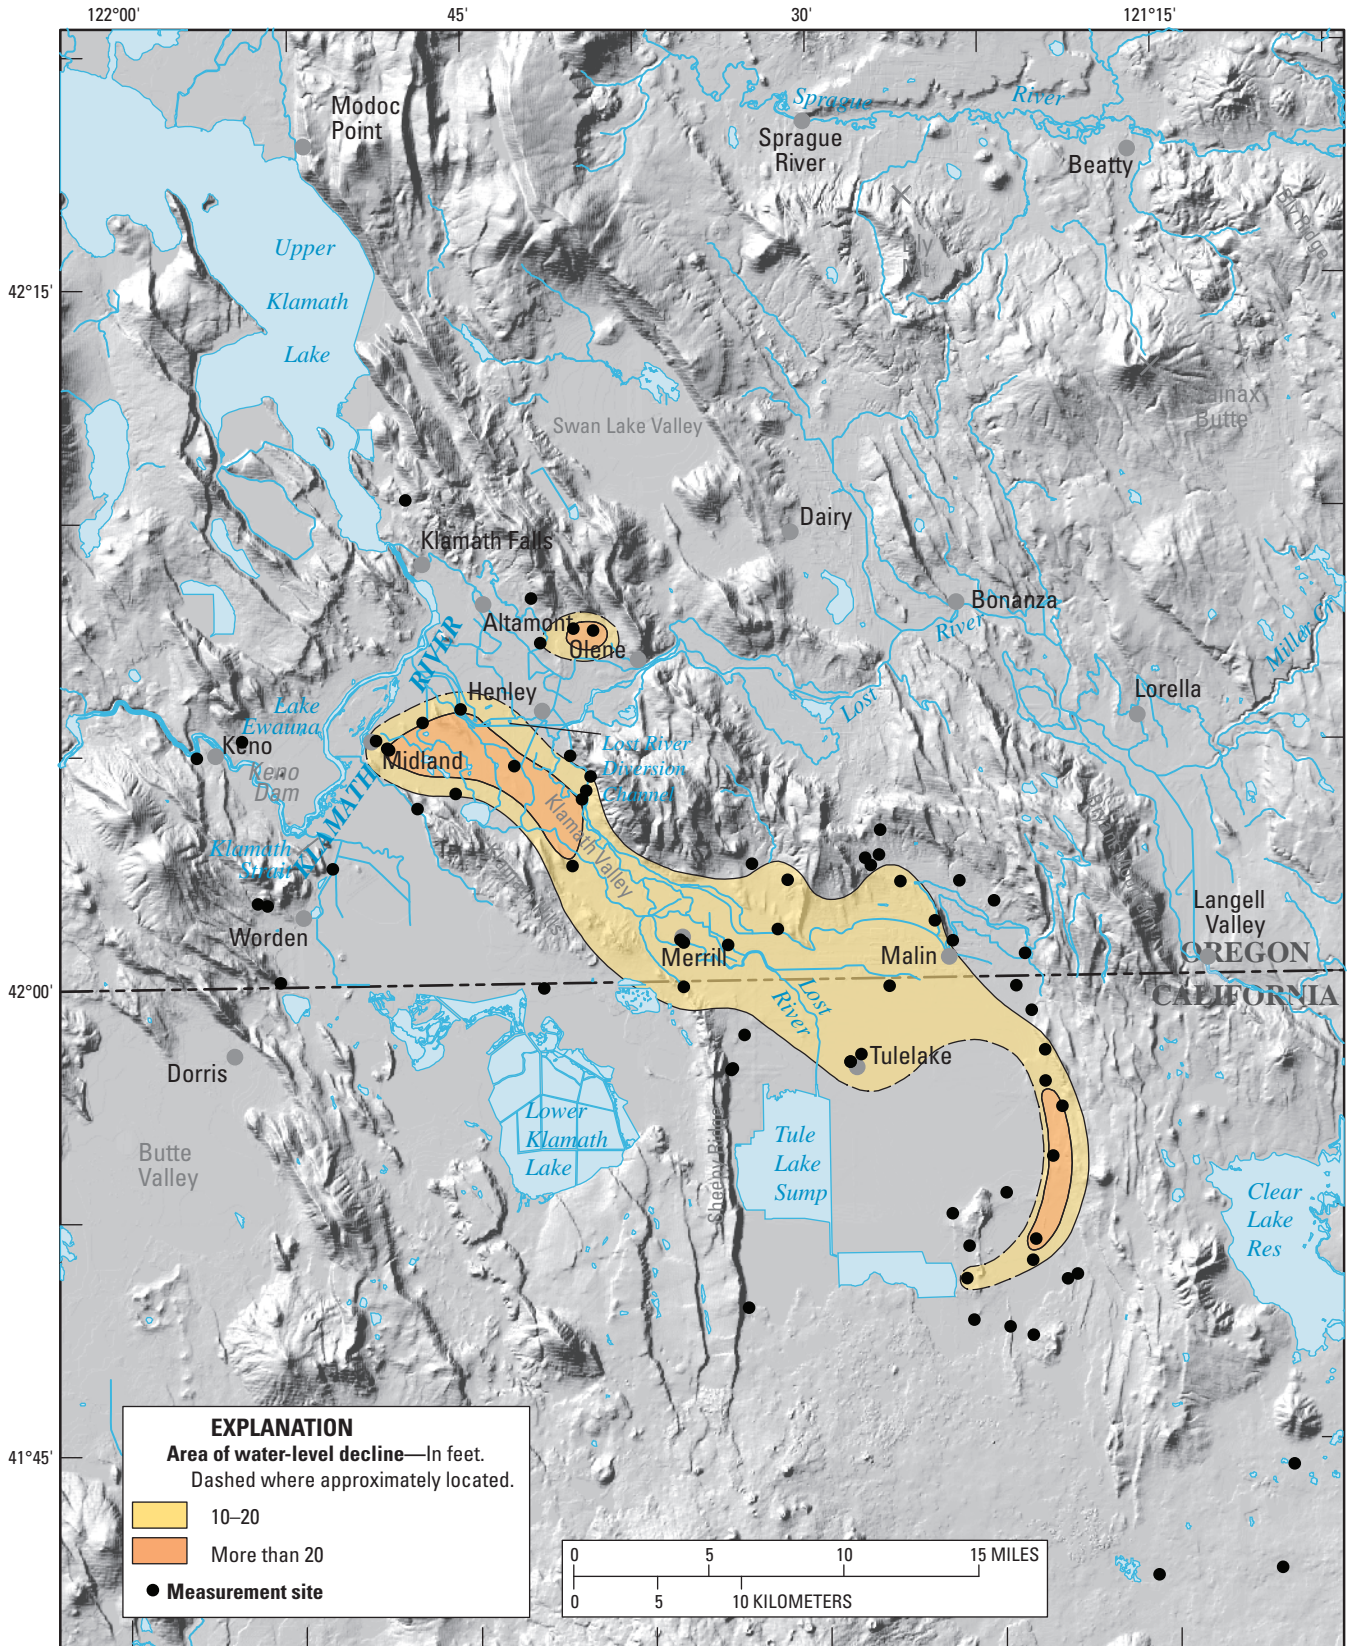 122°00'
45'
30'
121°15'
Modoc
Point
Sprague
River
Sprague
River
Beatty
Upper
Klamath
Lake
42°15'
Swan Lake Valley
Butte
Dairy
Klamath Falls
Altamont
Olene
Bonanza
River
Lost
Miller Cr
Lorella
RIVER
KLAMATH
Henley
Lake
Ewauna
Keno
Keno
Dam
Midland
Lost River
Diversion
Channel
Klamath Valley
Klamath
Strait
Worden
Merrill
Malin
Langell
Valley
OREGON
CALIFORNIA
42°00'
Lost
River
Tulelake
Dorris
Butte
Valley
Lower
Klamath
Lake
Sheepy Ridge
Tule
Lake
Sump
Clear
Lake
Res
41°45'
EXPLANATION
Area of water-level decline—In feet.
Dashed where approximately located.
10–20
More than 20
Measurement site
0 5 10 15 MILES
0 5 10 KILOMETERS